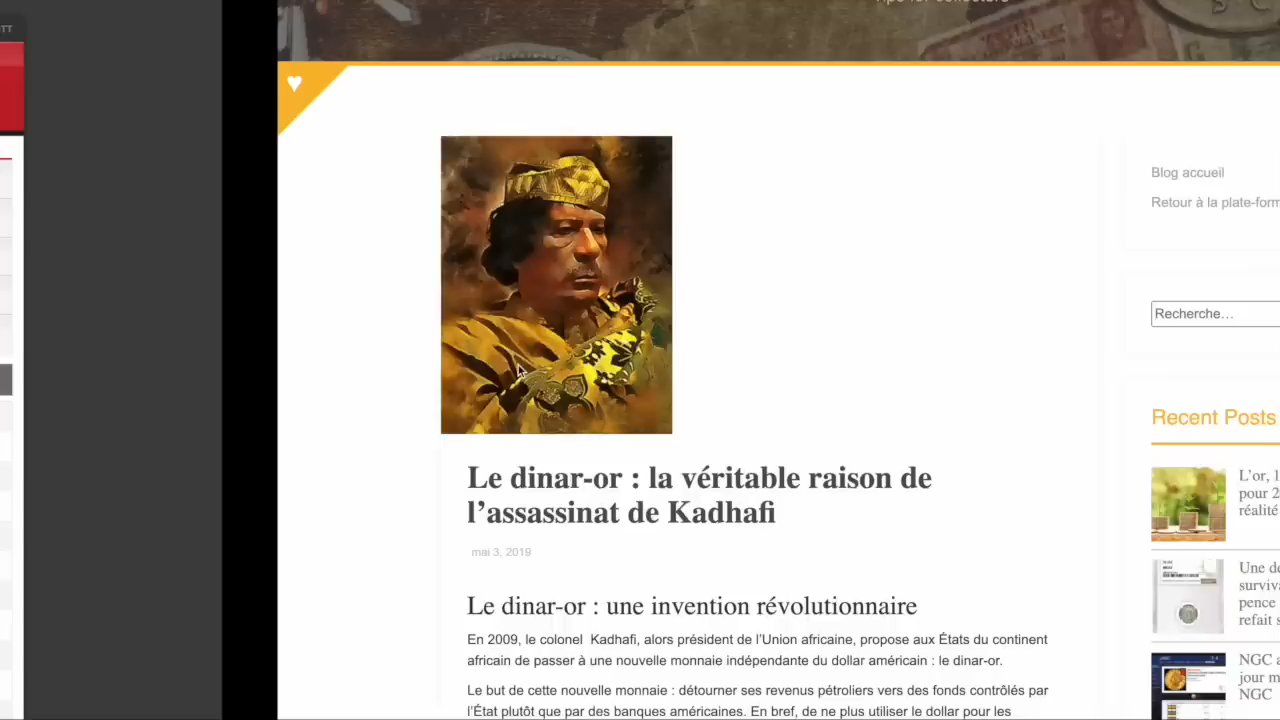 Blog accueil
Retour à la plate-form
Recherche…
Recent Posts
L’or, 1
pour 2
réalité
Une de
surviva
pence
refait s
NGC a
jour m
NGC
Le dinar-or : la véritable raison de
l’assassinat de Kadhafi
mai 3, 2019
Le dinar-or : une invention révolutionnaire
En 2009, le colonel Kadhafi, alors président de l’Union africaine, propose aux États du continent
africain de passer à une nouvelle monnaie indépendante du dollar américain : le dinar-or.
Le but de cette nouvelle monnaie : détourner ses revenus pétroliers vers des fonds contrôlés par
l’État plutôt que par des banques américaines. En bref, de ne plus utiliser le dollar pour les